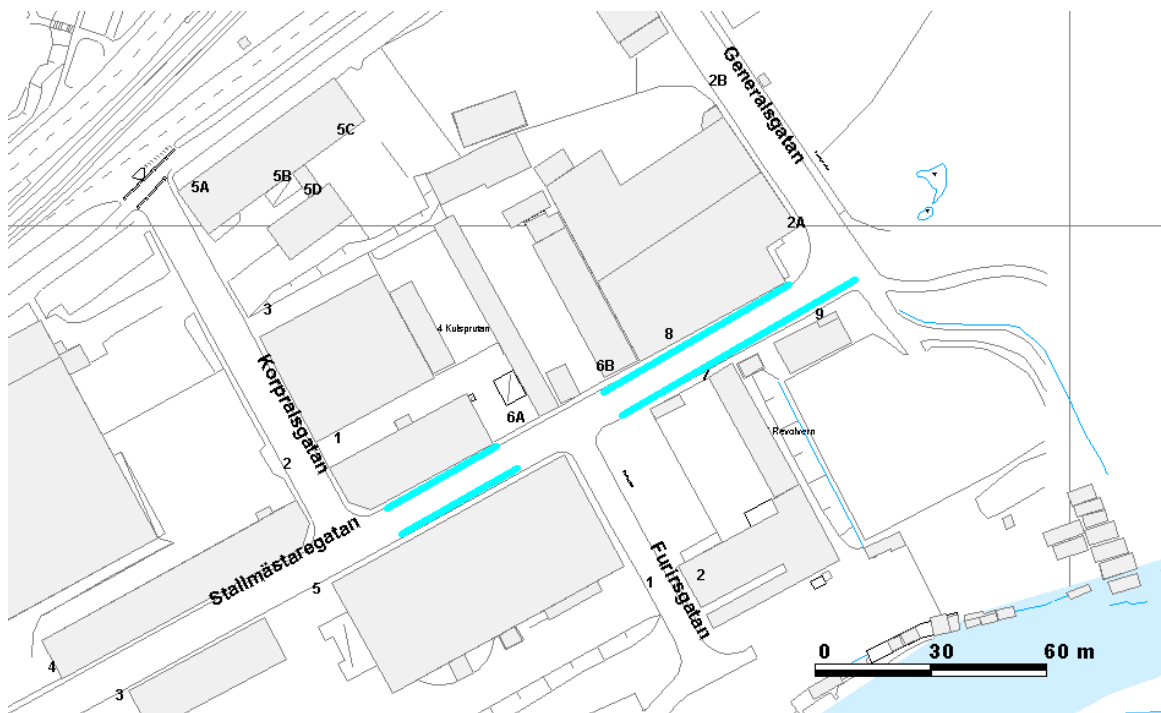 Generalsgatan
2B
5C
5B
5A
5D
2A
3
4 Kulsprutan
8
9
6B
7
6A
1
Revolvern
Korpralsgatan
2
Stallmästaregatan
5
1
Furirsgatan
2
4
3
0 30 60 m